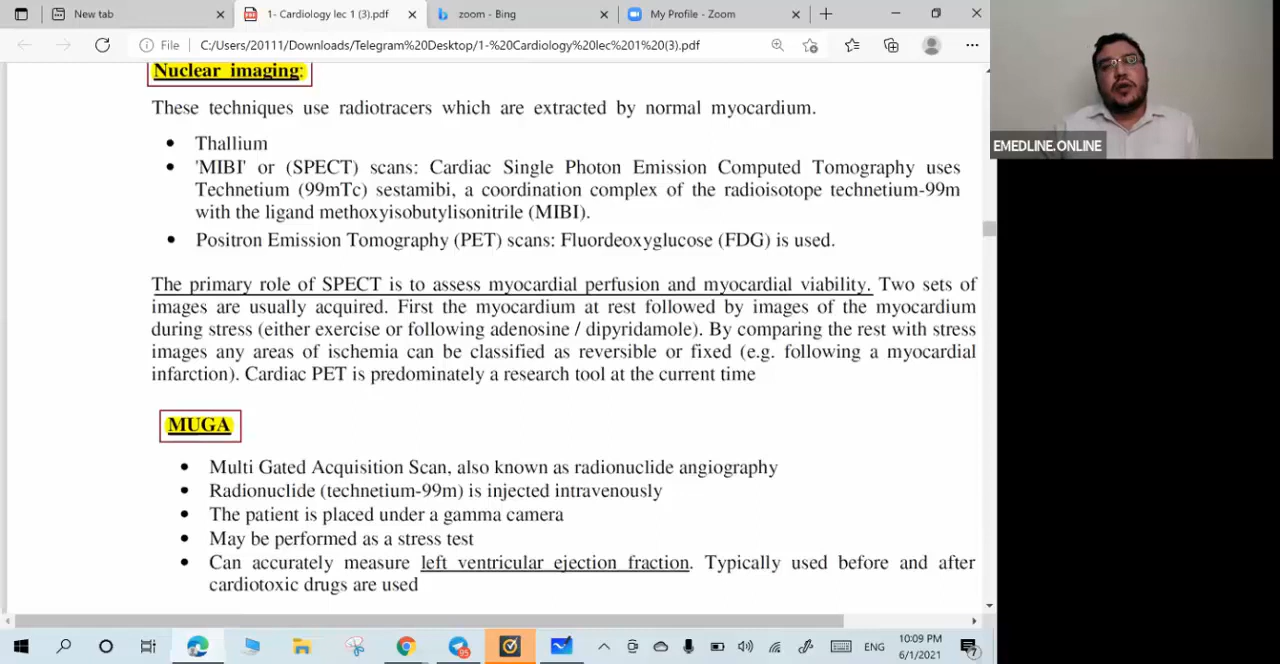 New tab
1- Cardiology lec 1 (3).pdf
zoom - Bing
My Profile - Zoom
File
C:/Users/20111/Downloads/Telegram%20Desktop/1-%20Cardiology%20lec%201%20(3).pdf
Nuclear imaging:
These techniques use radiotracers which are extracted by normal myocardium.
• Thallium
• 'MIBI' or (SPECT) scans: Cardiac Single Photon Emission Computed Tomography uses
Technetium (99mTc) sestamibi, a coordination complex of the radioisotope technetium-99m
with the ligand methoxyisobutylisonitrile (MIBI).
• Positron Emission Tomography (PET) scans: Fluordeoxyglucose (FDG) is used.
The primary role of SPECT is to assess myocardial perfusion and myocardial viability. Two sets of
images are usually acquired. First the myocardium at rest followed by images of the myocardium
during stress (either exercise or following adenosine / dipyridamole). By comparing the rest with stress
images any areas of ischemia can be classified as reversible or fixed (e.g. following a myocardial
infarction). Cardiac PET is predominately a research tool at the current time
MUGA
• Multi Gated Acquisition Scan, also known as radionuclide angiography
• Radionuclide (technetium-99m) is injected intravenously
• The patient is placed under a gamma camera
• May be performed as a stress test
• Can accurately measure left ventricular ejection fraction. Typically used before and after
cardiotoxic drugs are used
EMEDLINE.ONLINE
ENG
10:09 PM
6/1/2021